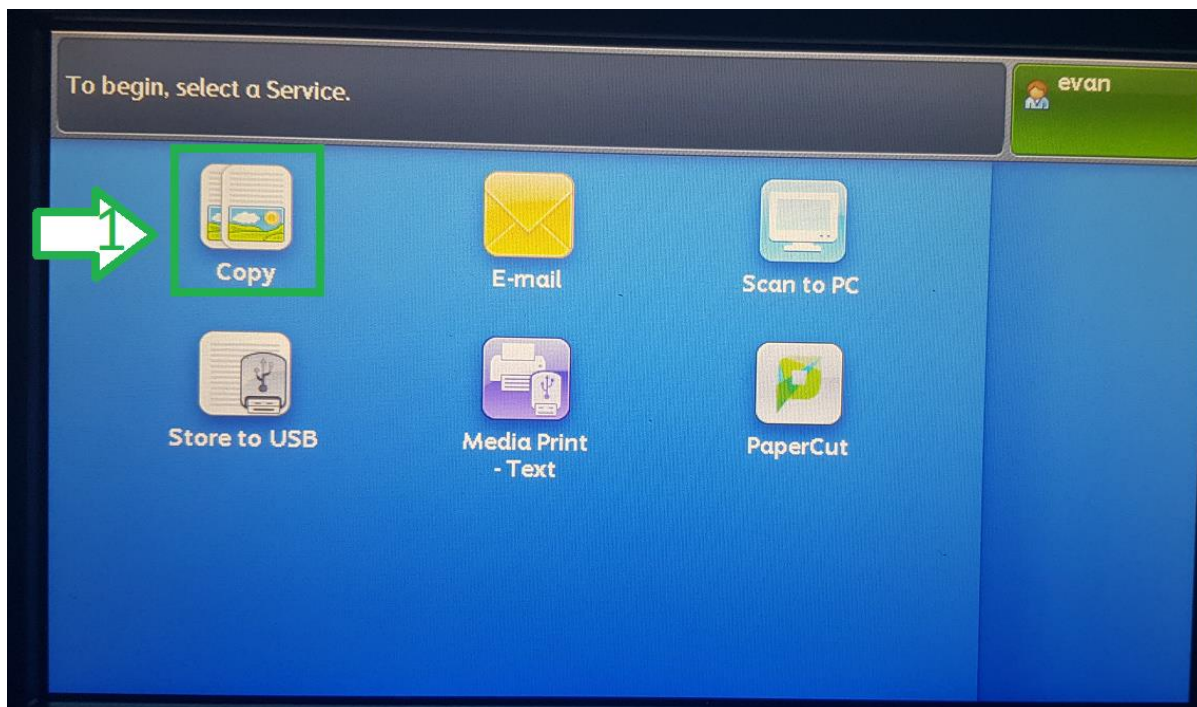 To begin, select a Service.
evan
1
Copy
E-mail
Scan to PC
Store to USB
Media Print
- Text
PaperCut